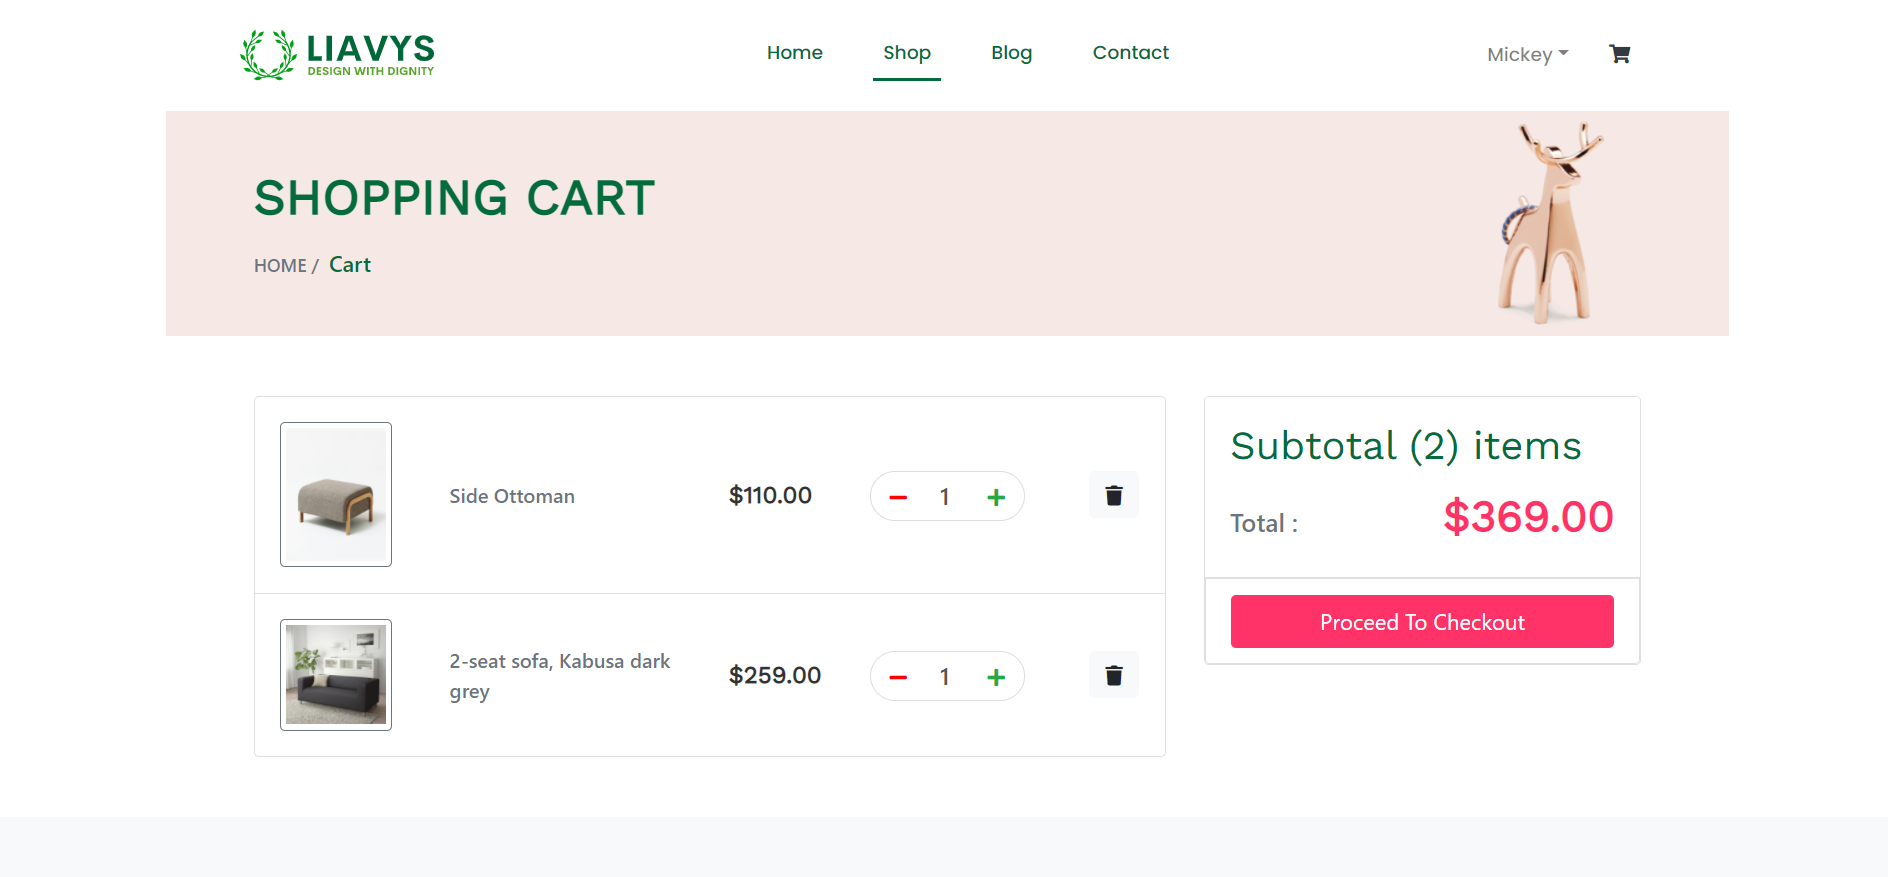 LIAVYS
DESIGN WITH DIGNITY
Home Shop Blog Contact Mickey
SHOPPING CART
HOME / Cart
Side Ottoman $110.00 1
2-seat sofa, Kabusa dark
grey
$259.00 1
Subtotal (2) items
Total : $369.00
Proceed To Checkout